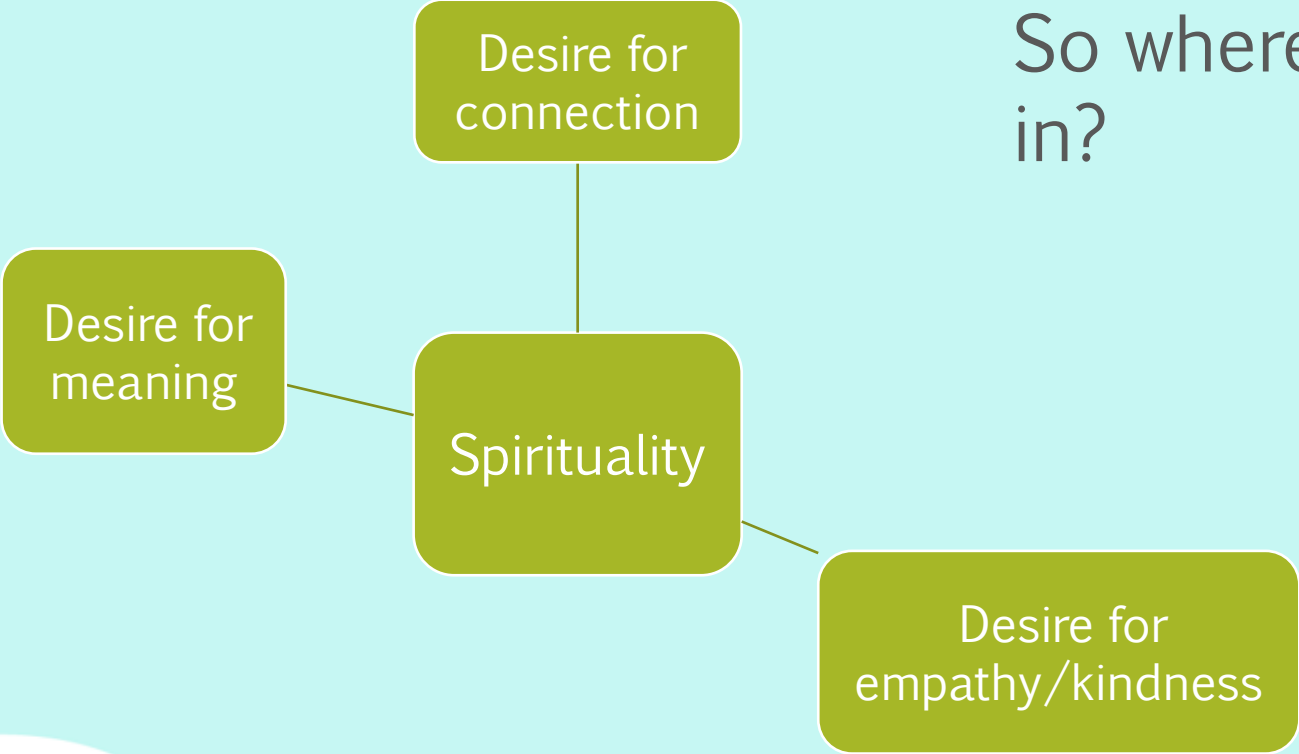 So where
in?
Desire for
connection
Desire for
meaning
Spirituality
Desire for
empathy/kindness